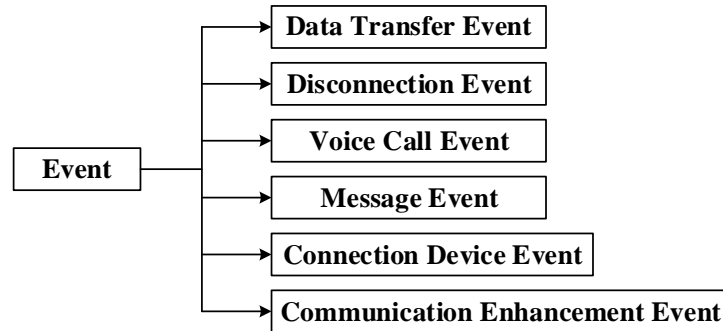 Data Transfer Event
Disconnection Event
Voice Call Event
Event
Message Event
Connection Device Event
Communication Enhancement Event